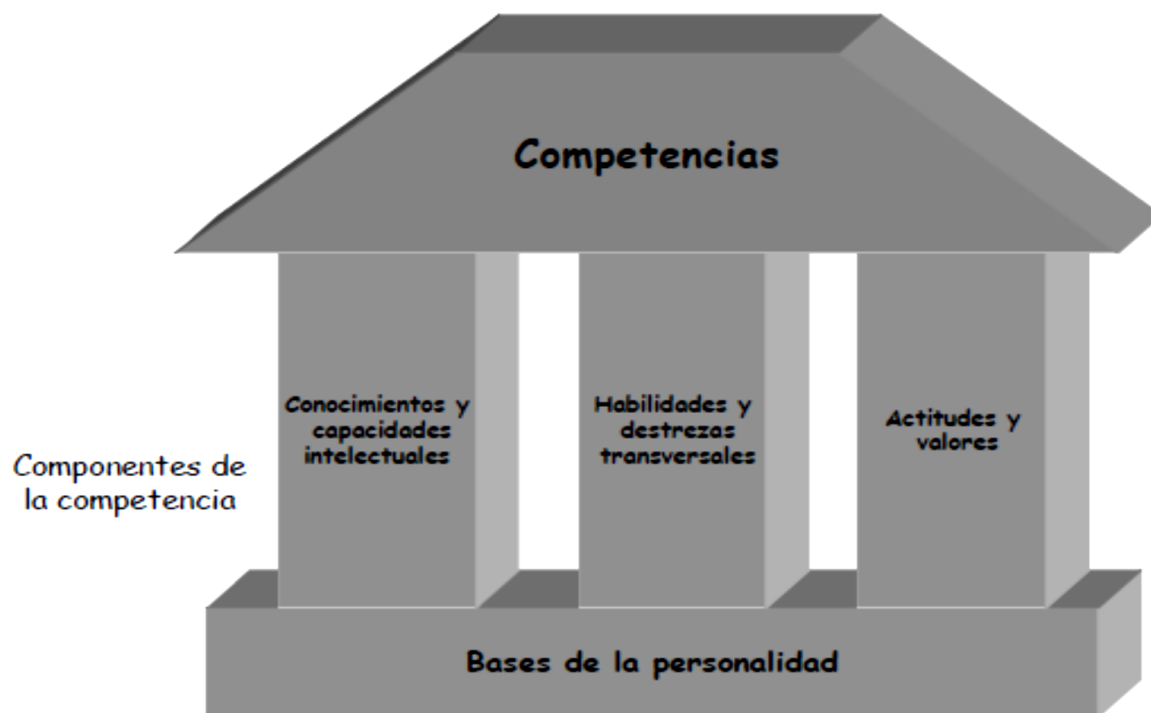 Competencias
Conocimientos y
capacidades
intelectuales
Habilidades y
destrezas
transversales
Actitudes y
valores
Componentes de
la competencia
Bases de la personalidad